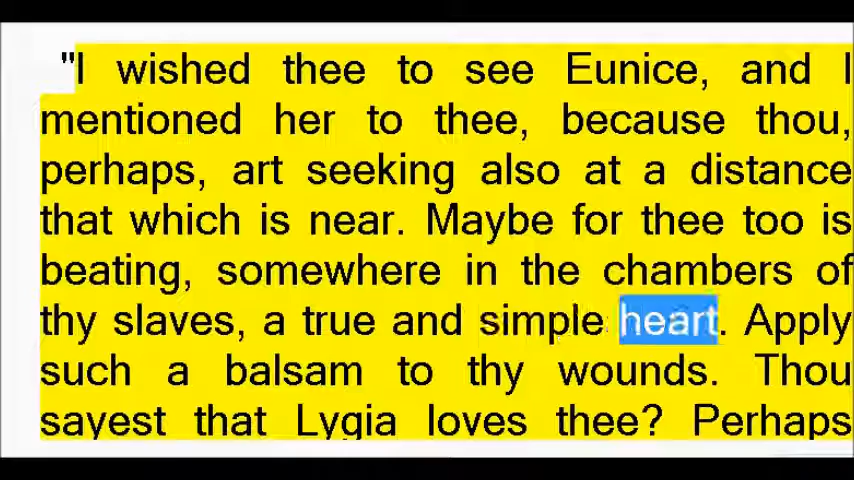 "I wished thee to see Eunice, and I
mentioned her to thee, because thou,
perhaps, art seeking also at a distance
that which is near. Maybe for thee too is
beating, somewhere in the chambers of
thy slaves, a true and simple heart. Apply
such a balsam to thy wounds. Thou
sayest that Lygia loves thee? Perhaps